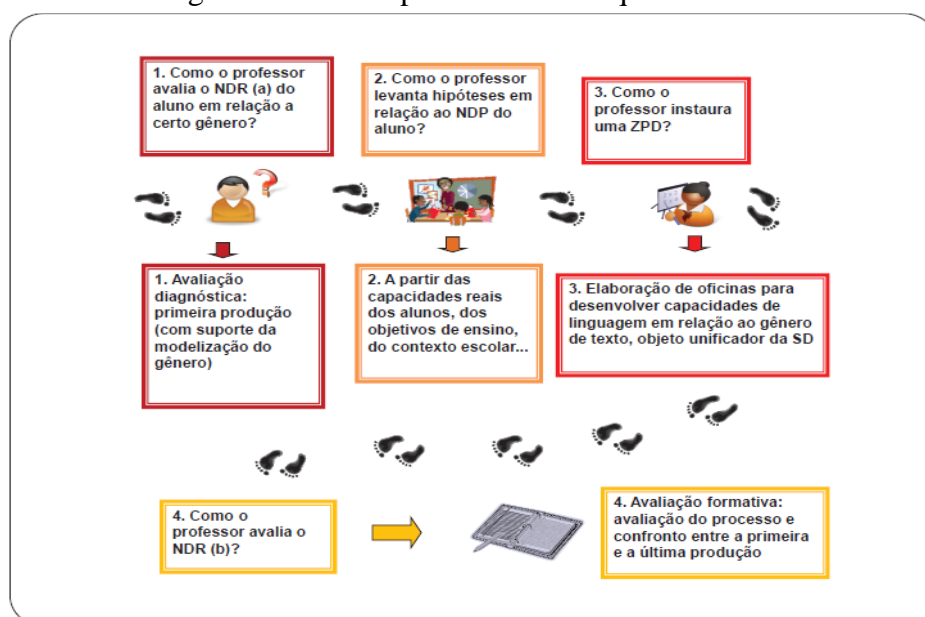 1. Como o professor
avalia o NDR (a) do
aluno em relação a
certo gênero?
2. Como o professor
levanta hipóteses em
relação ao NDP do
aluno?
3. Como o
professor instaura
uma ZPD?
1. Avaliação
diagnóstica:
primeira produção
(com suporte da
modelização do
gênero)
2. A partir das
capacidades reais
dos alunos, dos
objetivos de ensino,
do contexto escolar...
3. Elaboração de oficinas para
desenvolver capacidades de
linguagem em relação ao gênero
de texto, objeto unificador da SD
4. Como o
professor avalia o
NDR (b)?
4. Avaliação formativa:
avaliação do processo e
confronto entre a primeira
e a última produção